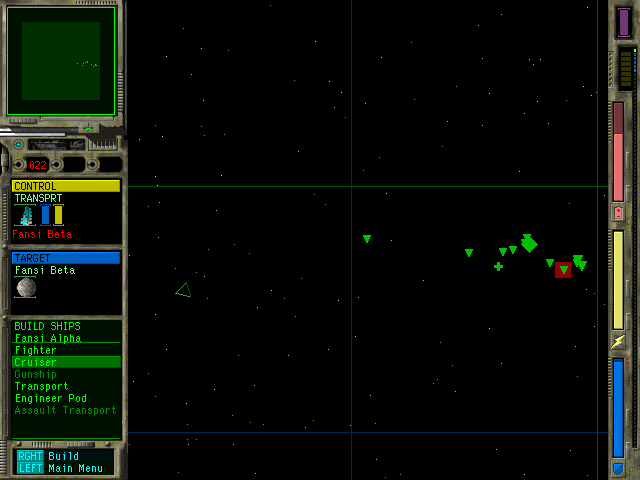 022
CONTROL
TRANSPRT
Fansi Beta
TARGET
Fansi Beta
BUILD SHIPS
Fansi Alpha
Fighter
Cruiser
Gunship
Transport
Engineer Pod
Assault Transport
RGHT Build
LEFT Main Menu